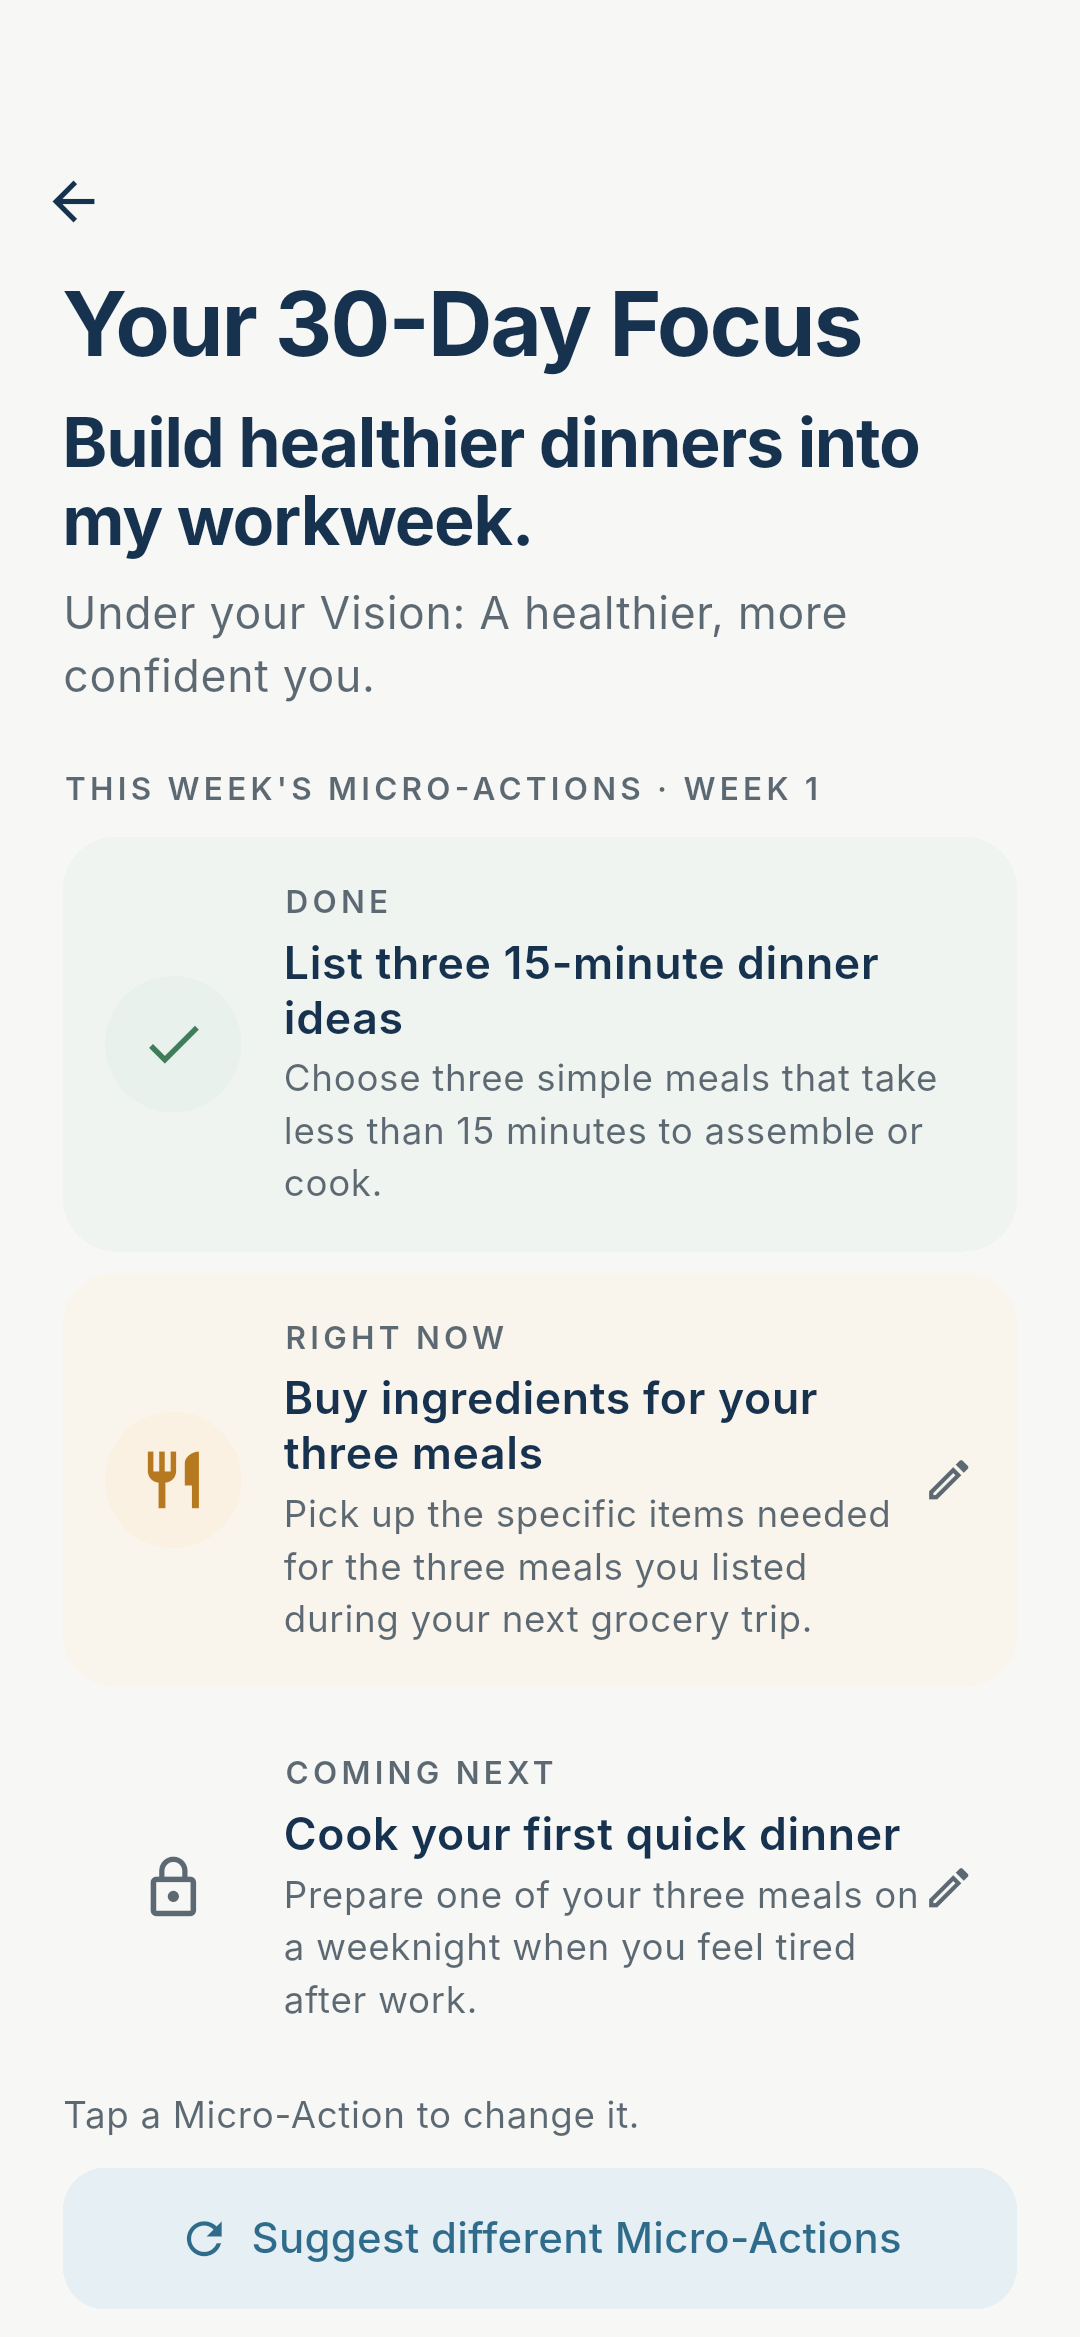 Your 30-Day Focus
Build healthier dinners into
my workweek.
Under your Vision: A healthier, more
confident you.
THIS WEEK'S MICRO-ACTIONS · WEEK 1
DONE
List three 15-minute dinner
ideas
Choose three simple meals that take
less than 15 minutes to assemble or
cook.
RIGHT NOW
Buy ingredients for your
three meals
Pick up the specific items needed
for the three meals you listed
during your next grocery trip.
COMING NEXT
Cook your first quick dinner
Prepare one of your three meals on
a weeknight when you feel tired
after work.
Tap a Micro-Action to change it.
Suggest different Micro-Actions